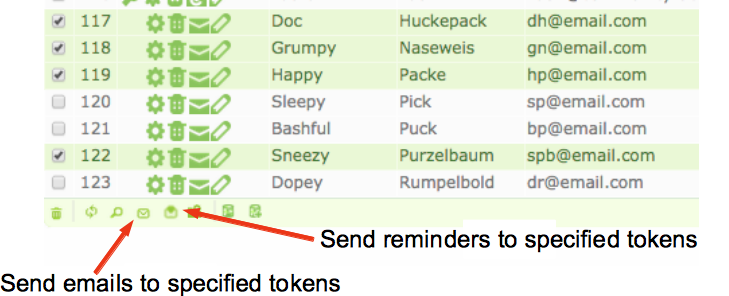 117 Doc Huckepack dh@email.com
118 Grumpy Naseweis gn@email.com
119 Happy Packe hp@email.com
120 Sleepy Pick sp@email.com
121 Bashful Puck bp@email.com
122 Sneezy Purzelbaum spb@email.com
123 Dopey Rumpelbold dr@email.com
Send reminders to specified tokens
Send emails to specified tokens